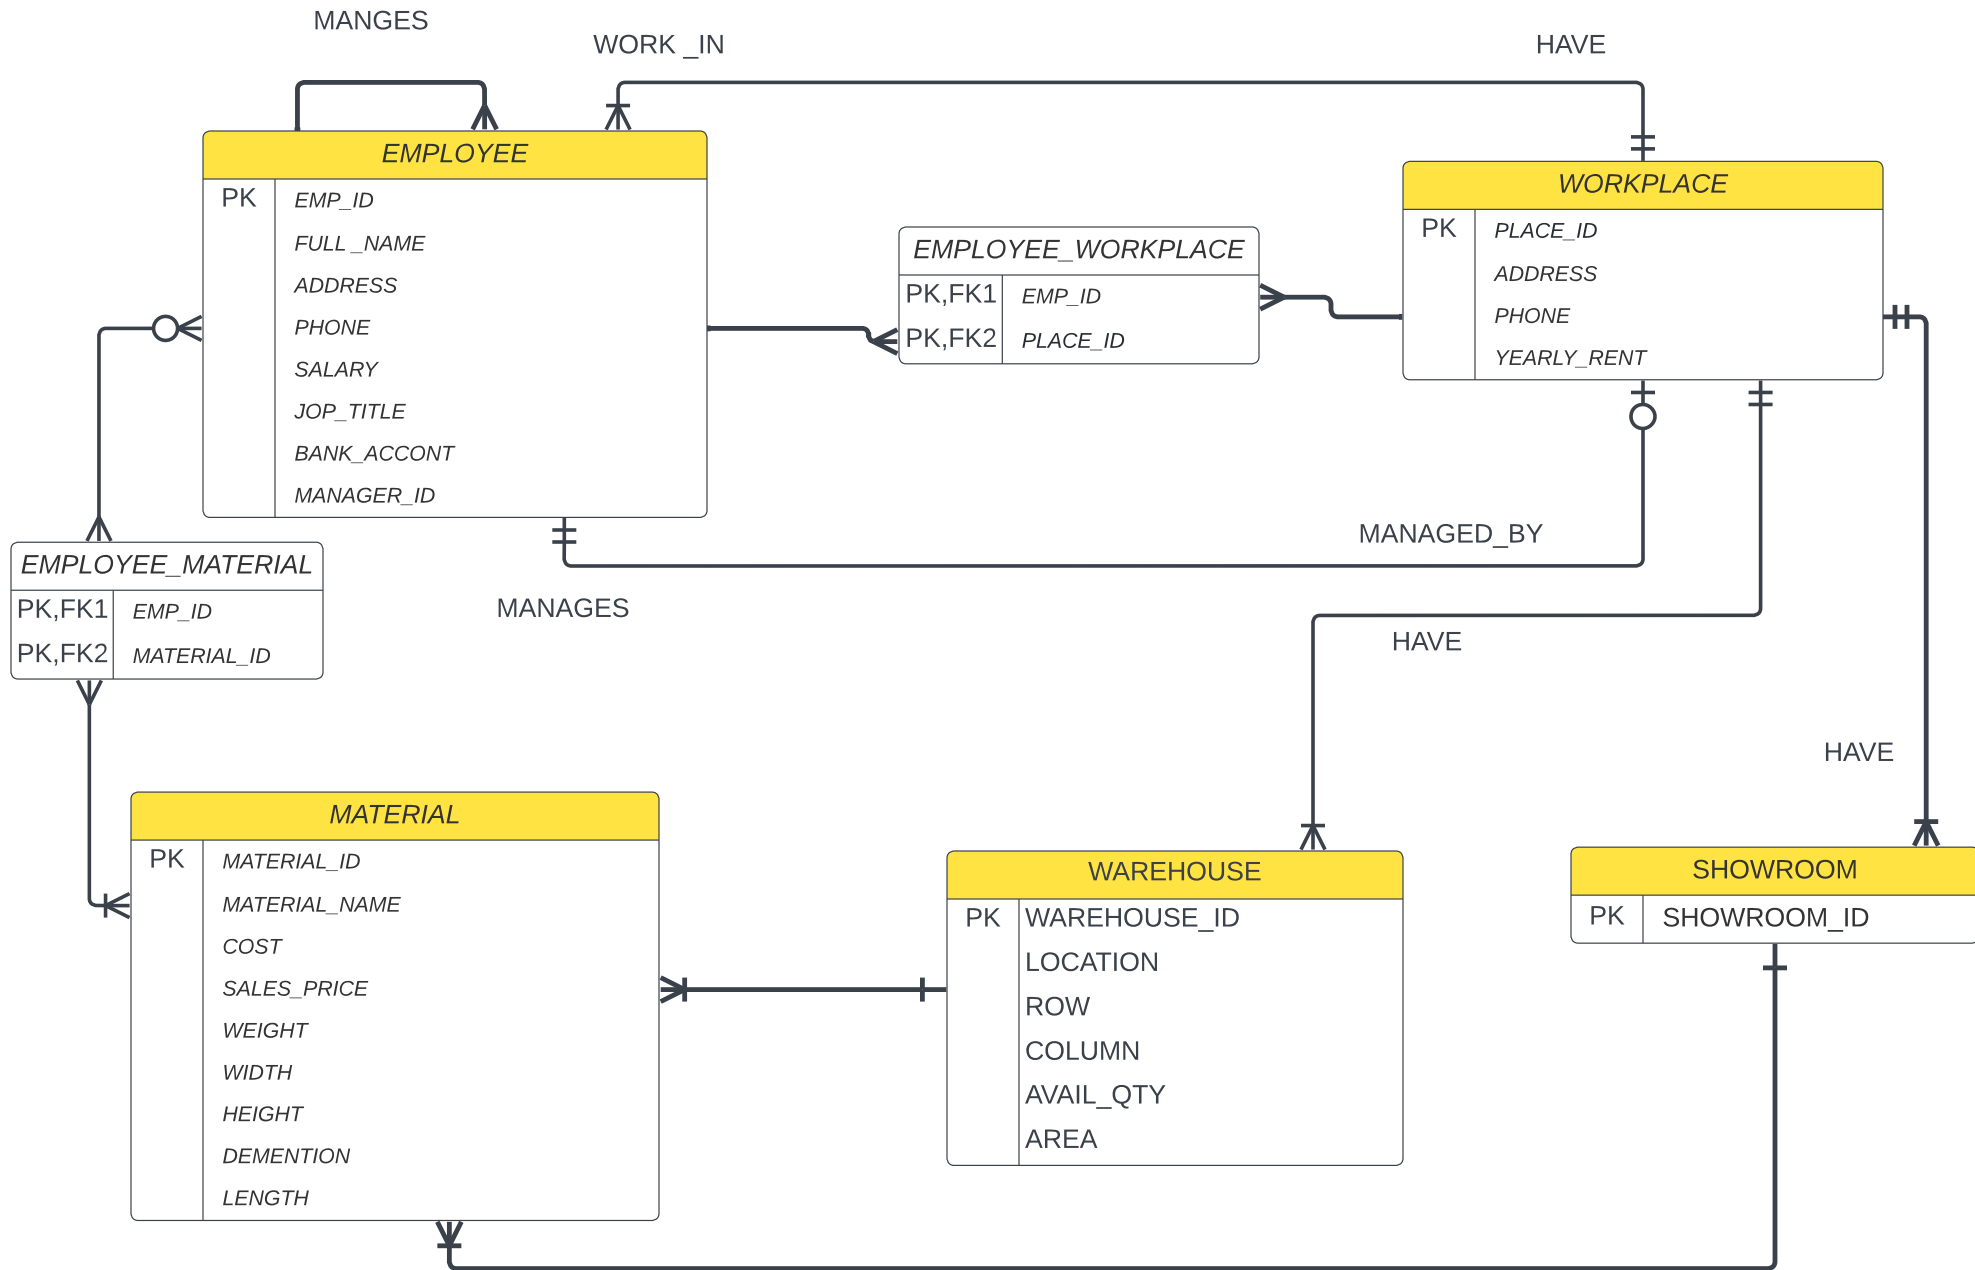 MANGES
WORK _IN
HAVE
EMPLOYEE
PK
EMP_ID
FULL _NAME
ADDRESS
PHONE
SALARY
JOP_TITLE
BANK_ACCONT
MANAGER_ID
EMPLOYEE_WORKPLACE
PK,FK1
EMP_ID
PK,FK2
PLACE_ID
WORKPLACE
PK
PLACE_ID
ADDRESS
PHONE
YEARLY_RENT
MANAGED_BY
MANAGES
HAVE
HAVE
EMPLOYEE_MATERIAL
PK,FK1
EMP_ID
PK,FK2
MATERIAL_ID
MATERIAL
PK
MATERIAL_ID
MATERIAL_NAME
COST
SALES_PRICE
WEIGHT
WIDTH
HEIGHT
DEMENTION
LENGTH
WAREHOUSE
PK
WAREHOUSE_ID
LOCATION
ROW
COLUMN
AVAIL_QTY
AREA
SHOWROOM
PK
SHOWROOM_ID